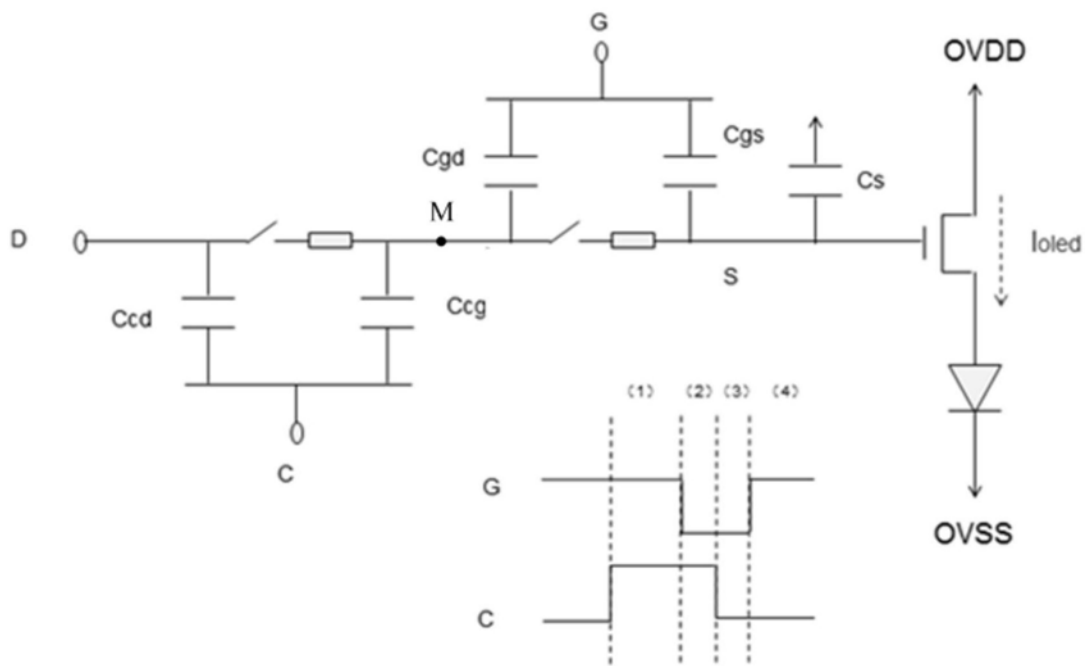 G
OVDD
Cgd
Cgs
Cs
M
D
Ioled
S
Ccd
Ccg
C
(1) (2) (3) (4)
G
OVSS
C